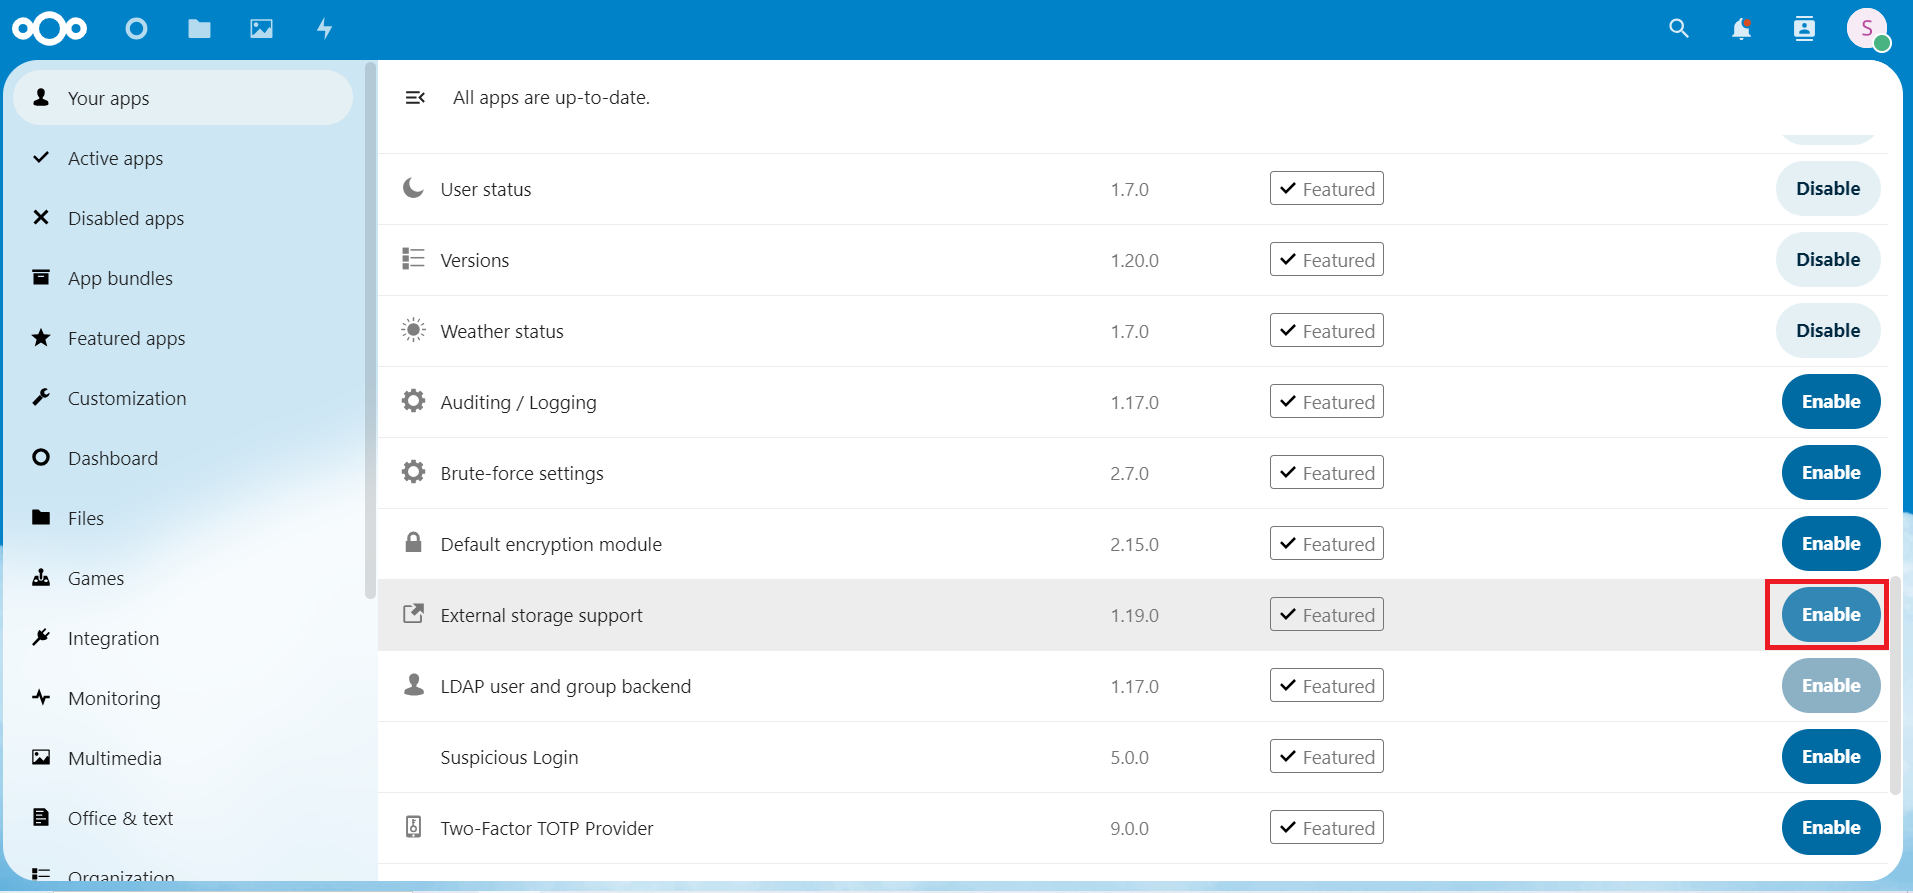 S
Your apps
Active apps
Disabled apps
App bundles
Featured apps
Customization
Dashboard
Files
Games
Integration
Monitoring
Multimedia
Office & text
Organization
All apps are up-to-date.
User status 1.7.0 Featured Disable
Versions 1.20.0 Featured Disable
Weather status 1.7.0 Featured Disable
Auditing / Logging 1.17.0 Featured Enable
Brute-force settings 2.7.0 Featured Enable
Default encryption module 2.15.0 Featured Enable
External storage support 1.19.0 Featured Enable
LDAP user and group backend 1.17.0 Featured Enable
Suspicious Login 5.0.0 Featured Enable
Two-Factor TOTP Provider 9.0.0 Featured Enable